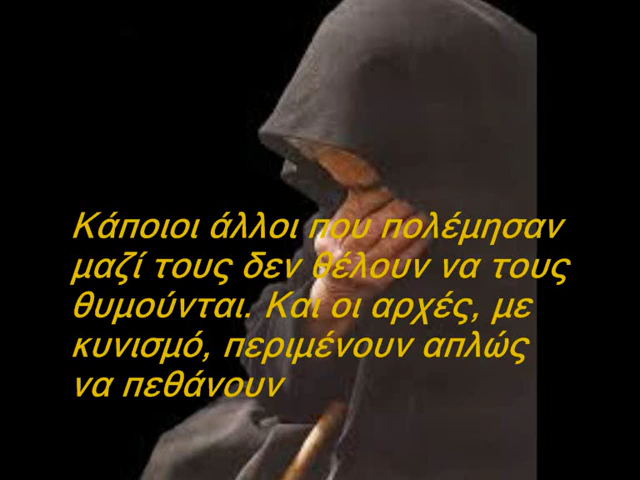 Κάποιοι άλλοι που πολέμησαν
μαζί τους δεν θέλουν να τους
θυμούνται. Και οι αρχές, με
κυνισμό, περιμένουν απλώς
να πεθάνουν